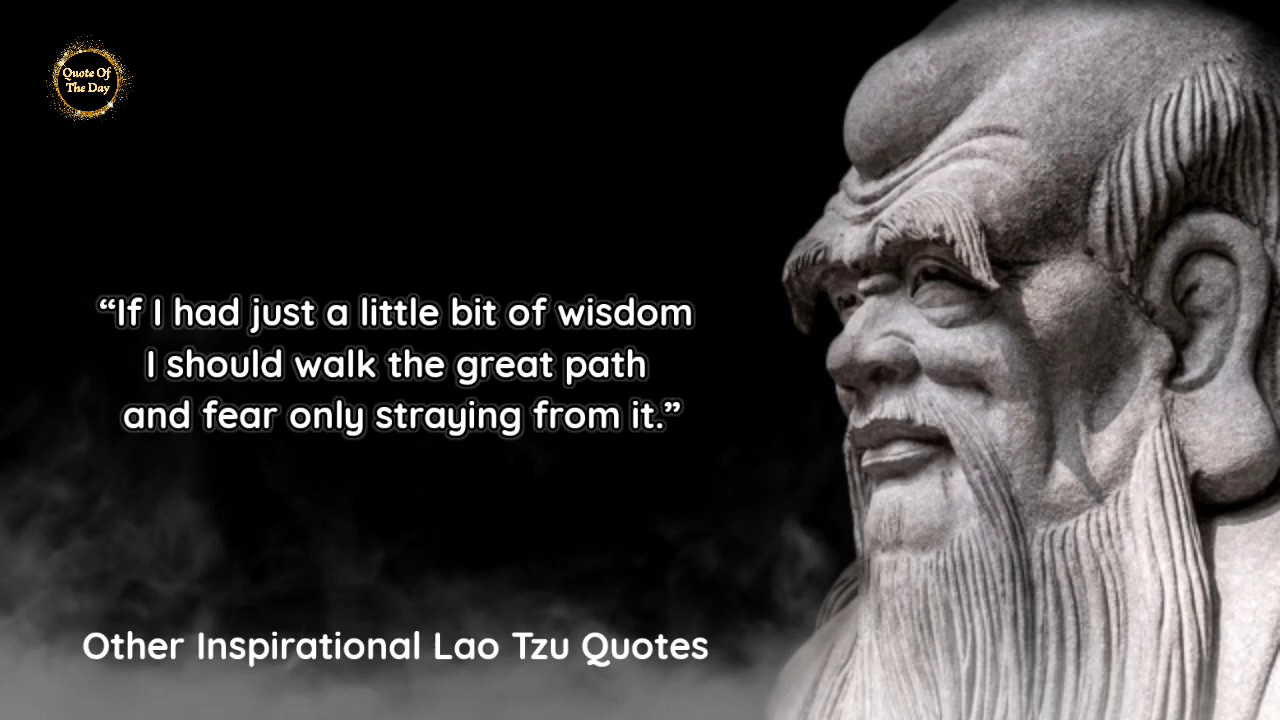 Quote Of
The Day
“If I had just a little bit of wisdom
I should walk the great path
and fear only straying from it.”
Other Inspirational Lao Tzu Quotes